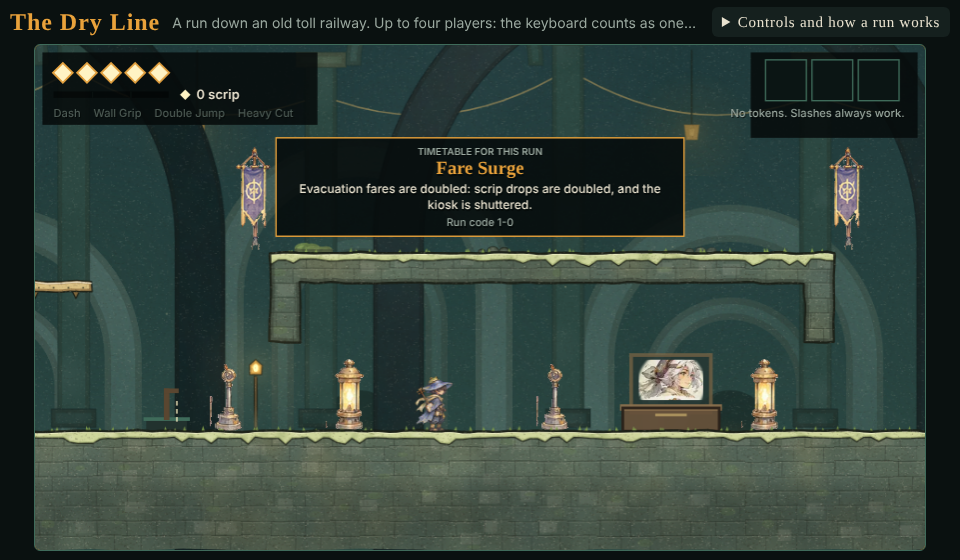 The Dry Line
A run down an old toll railway. Up to four players: the keyboard counts as one...
▶ Controls and how a run works
0 scrip
Dash Wall Grip Double Jump Heavy Cut
No tokens. Slashes always work.
TIMETABLE FOR THIS RUN
Fare Surge
Evacuation fares are doubled: scrip drops are doubled, and the
kiosk is shuttered.
Run code 1-0